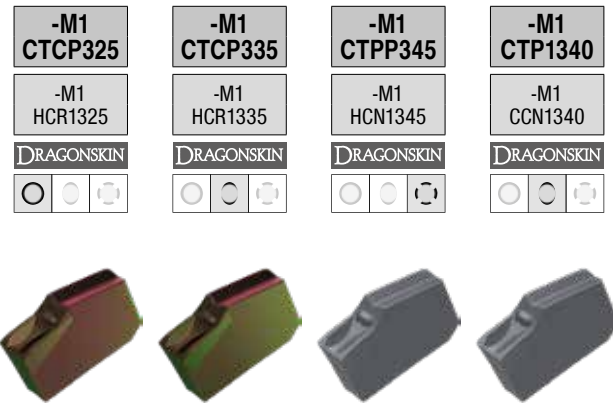 -M1
CTCP325
-M1
CTCP335
-M1
CTPP345
-M1
CTP1340
-M1
HCR1325
-M1
HCR1335
-M1
HCN1345
-M1
CCN1340
DRAGONSKIN
DRAGONSKIN
DRAGONSKIN
DRAGONSKIN